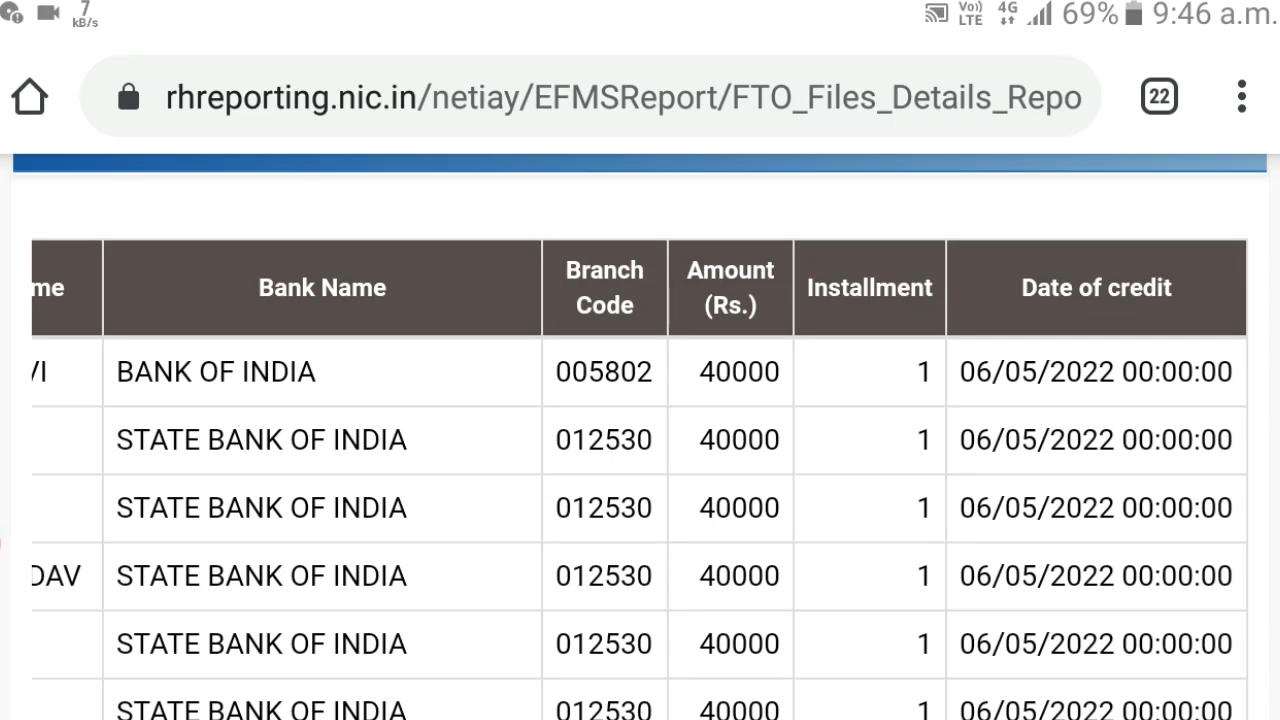 7
kB/s
Vo))
LTE
4G
69%
9:46 a.m.
rhreporting.nic.in/netiay/EFMSReport/FTO_Files_Details_Repo
22
me Bank Name Branch Code Amount (Rs.) Installment Date of credit
VI BANK OF INDIA 005802 40000 1 06/05/2022 00:00:00
STATE BANK OF INDIA 012530 40000 1 06/05/2022 00:00:00
STATE BANK OF INDIA 012530 40000 1 06/05/2022 00:00:00
DAV STATE BANK OF INDIA 012530 40000 1 06/05/2022 00:00:00
STATE BANK OF INDIA 012530 40000 1 06/05/2022 00:00:00
STATE BANK OF INDIA 012530 40000 1 06/05/2022 00:00:00